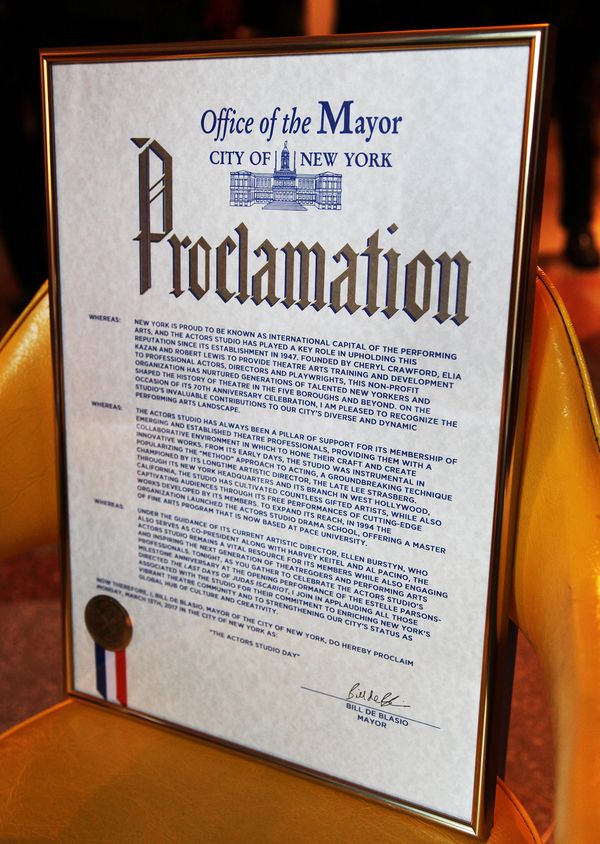 Office of the Mayor
CITY OF NEW YORK
Proclamation
WHEREAS: NEW YORK IS PROUD TO BE KNOWN AS INTERNATIONAL CAPITAL OF THE PERFORMING
ARTS, AND THE ACTORS STUDIO HAS PLAYED A KEY ROLE IN UPHOLDING THIS
REPUTATION SINCE ITS ESTABLISHMENT IN 1947. FOUNDED BY CHERYL CRAWFORD, ELIA
KAZAN AND ROBERT LEWIS TO PROVIDE THEATRE ARTS TRAINING AND DEVELOPMENT
TO PROFESSIONAL ACTORS, DIRECTORS AND PLAYWRIGHTS, THIS NON-PROFIT
ORGANIZATION HAS NURTURED GENERATIONS OF TALENTED NEW YORKERS AND
SHAPED THE HISTORY OF THEATRE IN THE FIVE BOROUGHS AND BEYOND. ON THE
OCCASION OF ITS 70TH ANNIVERSARY CELEBRATION, I AM PLEASED TO RECOGNIZE THE
STUDIO'S INVALUABLE CONTRIBUTIONS TO OUR CITY'S DIVERSE AND DYNAMIC
PERFORMING ARTS LANDSCAPE.
WHEREAS: THE ACTORS STUDIO HAS ALWAYS BEEN A PILLAR OF SUPPORT FOR ITS MEMBERSHIP OF
EMERGING AND ESTABLISHED THEATRE PROFESSIONALS, PROVIDING THEM WITH A
COLLABORATIVE ENVIRONMENT IN WHICH TO HONE THEIR CRAFT AND CREATE
INNOVATIVE WORKS. FROM ITS EARLY DAYS, THE STUDIO WAS INSTRUMENTAL IN
POPULARIZING THE "METHOD" APPROACH TO ACTING, A GROUNDBREAKING TECHNIQUE
CHAMPIONED BY ITS LONGTIME ARTISTIC DIRECTOR, THE LATE LEE STRASBERG.
THROUGH ITS NEW YORK HEADQUARTERS AND ITS BRANCH IN WEST HOLLYWOOD,
CALIFORNIA, THE STUDIO HAS CULTIVATED COUNTLESS GIFTED ARTISTS, WHILE ALSO
CAPTIVATING AUDIENCES THROUGH ITS FREE PERFORMANCES OF CUTTING-EDGE
WORKS DEVELOPED BY ITS MEMBERS. TO EXPAND ITS REACH, IN 1994 THE
ORGANIZATION LAUNCHED THE ACTORS STUDIO DRAMA SCHOOL, OFFERING A MASTER
OF FINE ARTS PROGRAM THAT IS NOW BASED AT PACE UNIVERSITY.
WHEREAS: UNDER THE GUIDANCE OF ITS CURRENT ARTISTIC DIRECTOR, ELLEN BURSTYN, WHO
ALSO SERVES AS CO-PRESIDENT ALONG WITH HARVEY KEITEL AND AL PACINO, THE
ACTORS STUDIO REMAINS A VITAL RESOURCE FOR ITS MEMBERS WHILE ALSO ENGAGING
AND INSPIRING THE NEXT GENERATION OF THEATREGOERS AND PERFORMING ARTS
PROFESSIONALS. TONIGHT, AS YOU GATHER TO CELEBRATE THE ACTORS STUDIO'S
MILESTONE ANNIVERSARY AT THE OPENING PERFORMANCE OF THE ESTELLE PARSONS-
DIRECTED THE LAST DAYS OF JUDAS ISCARIOT, I JOIN IN APPLAUDING ALL THOSE
ASSOCIATED WITH THE STUDIO FOR THEIR COMMITMENT TO ENRICHING NEW YORK'S
VIBRANT THEATRE COMMUNITY AND TO STRENGTHENING OUR CITY'S STATUS AS
GLOBAL HUB OF CULTURE AND CREATIVITY.
NOW THEREFORE, I, BILL DE BLASIO, MAYOR OF THE CITY OF NEW YORK, DO HEREBY PROCLAIM
MONDAY, MARCH 13TH, 2017 IN THE CITY OF NEW YORK AS:
"THE ACTORS STUDIO DAY"
BILL DE BLASIO
MAYOR